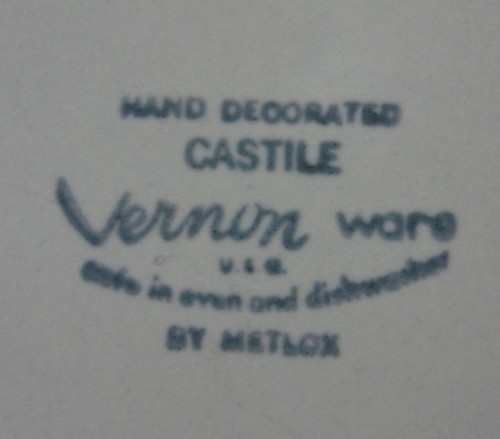 HAND DECORATED
CASTILE
Vernon ware
U.S.A.
safe in oven and dishwasher
BY METLOX